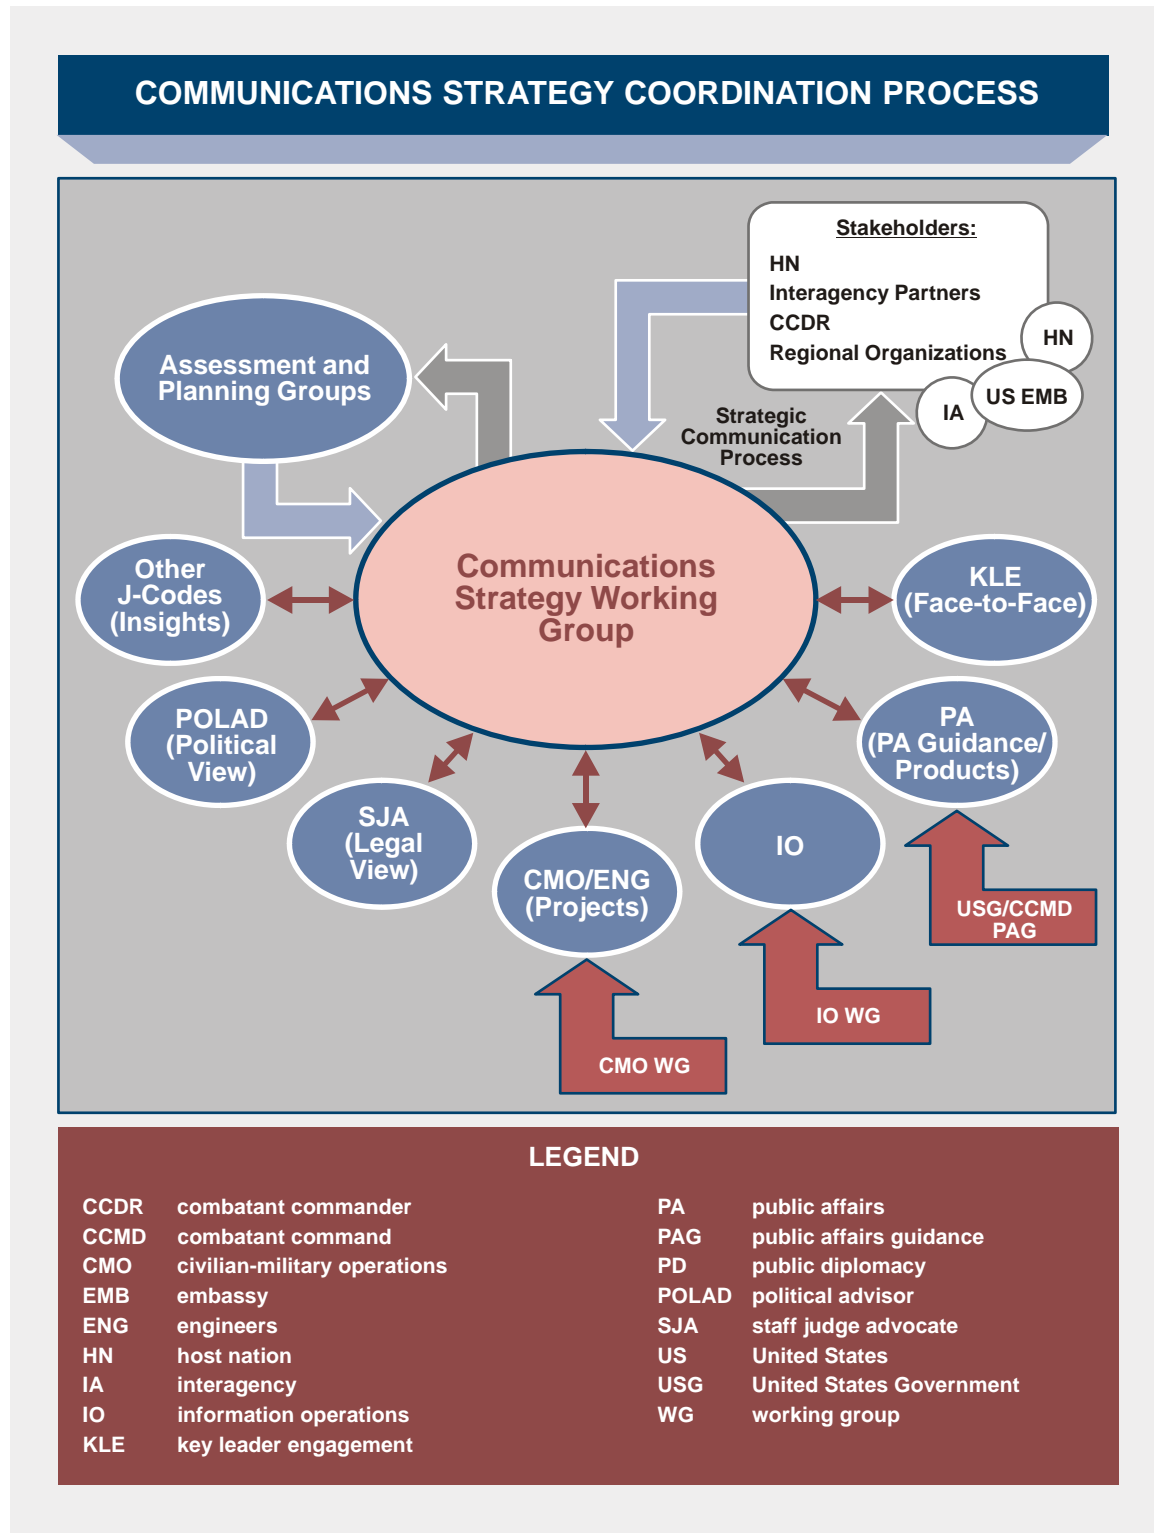 COMMUNICATIONS STRATEGY COORDINATION PROCESS
Stakeholders:
HN
Interagency Partners
CCDR
Regional Organizations
HN
US EMB
IA
Assessment and
Planning Groups
Strategic
Communication
Process
Communications
Strategy Working
Group
Other
J-Codes
(Insights)
KLE
(Face-to-Face)
POLAD
(Political
View)
PA
(PA Guidance/
Products)
SJA
(Legal
View)
CMO/ENG
(Projects)
IO
USG/CCMD
PAG
IO WG
CMO WG
LEGEND
CCDR combatant commander
CCMD combatant command
CMO civilian-military operations
EMB embassy
ENG engineers
HN host nation
IA interagency
IO information operations
KLE key leader engagement
PA public affairs
PAG public affairs guidance
PD public diplomacy
POLAD political advisor
SJA staff judge advocate
US United States
USG United States Government
WG working group